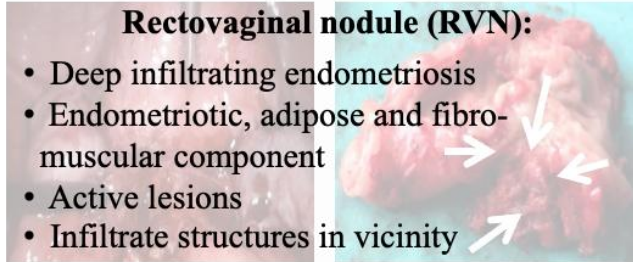 Rectovaginal nodule (RVN):
• Deep infiltrating endometriosis
• Endometriotic, adipose and fibro-
muscular component
• Active lesions
• Infiltrate structures in vicinity